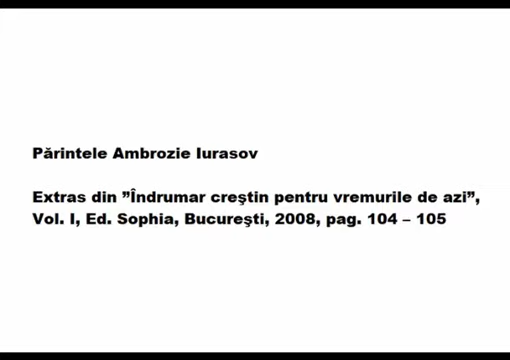 Părintele Ambrozie Iurasov
Extras din ”Îndrumar creştin pentru vremurile de azi”,
Vol. I, Ed. Sophia, Bucureşti, 2008, pag. 104 – 105